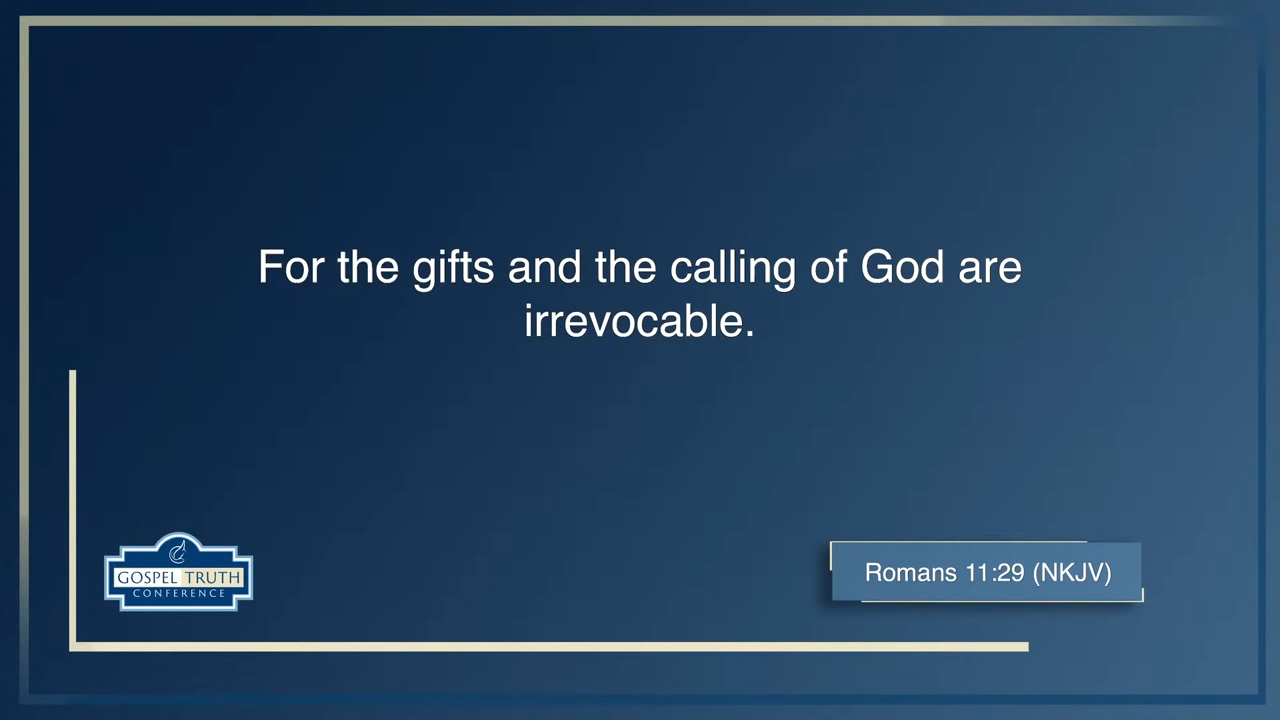 For the gifts and the calling of God are
irrevocable.
GOSPEL TRUTH
CONFERENCE
Romans 11:29 (NKJV)